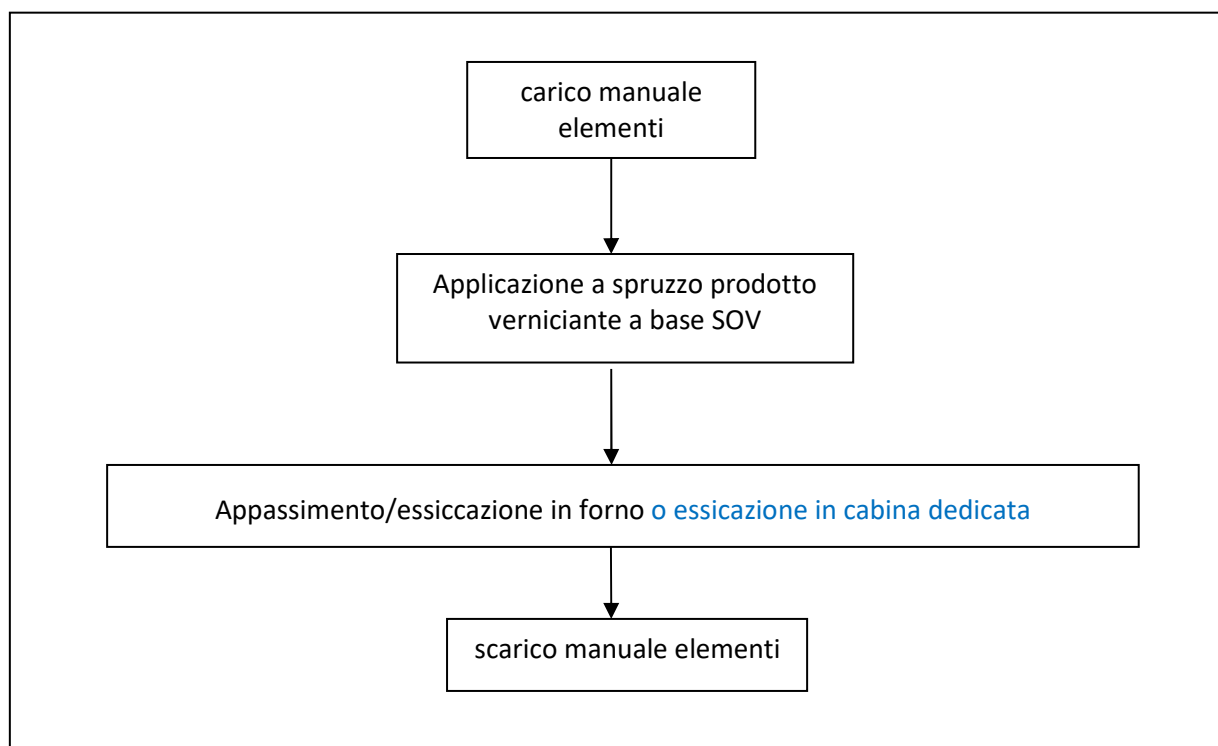 carico manuale
elementi
Applicazione a spruzzo prodotto
verniciante a base SOV
Appassimento/essiccazione in forno o essicazione in cabina dedicata
scarico manuale elementi